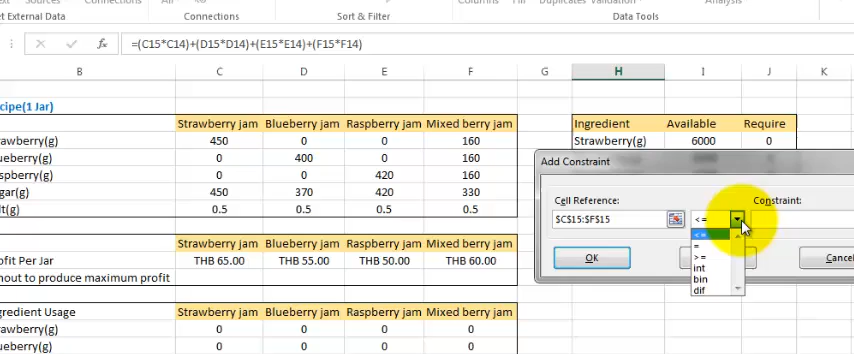 Sources Connections
Columns Fill Duplicates Validation Analysis
et External Data Connections Sort & Filter Data Tools
=(C15*C14)+(D15*D14)+(E15*E14)+(F15*F14)
B C D E F G H I J K
cipe(1 Jar)
Strawberry jam Blueberry jam Raspberry jam Mixed berry jam Ingredient Available Require
rawberry(g) 450 0 0 160 Strawberry(g) 6000 0
ueberry(g) 0 400 0 160
spberry(g) 0 0 420 160
gar(g) 450 370 420 330
lt(g) 0.5 0.5 0.5 0.5
Add Constraint
Cell Reference: Constraint:
$C$15:$F$15 <=
<=
=
>=
int
bin
dif
OK Cancel
Strawberry jam Blueberry jam Raspberry jam Mixed berry jam
ofit Per Jar THB 65.00 THB 55.00 THB 50.00 THB 60.00
nout to produce maximum profit
gredient Usage Strawberry jam Blueberry jam Raspberry jam Mixed berry jam
rawberry(g) 0 0 0 0
ueberry(g) 0 0 0 0